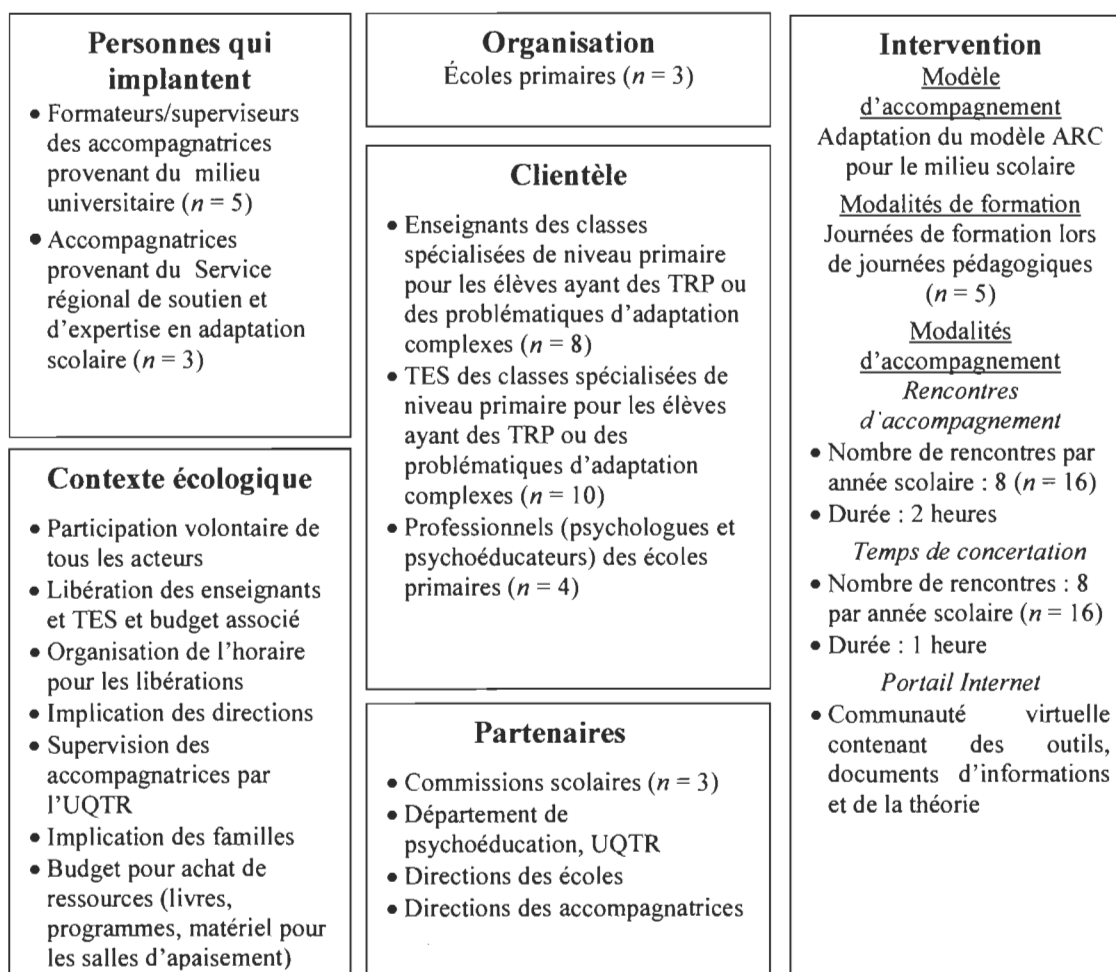 Personnes qui
implantent
• Formateurs/superviseurs
des accompagnatrices
provenant du milieu
universitaire (n = 5)
• Accompagnatrices
provenant du Service
régional de soutien et
d'expertise en adaptation
scolaire (n = 3)
Contexte écologique
• Participation volontaire de
tous les acteurs
• Libération des enseignants
et TES et budget associé
• Organisation de l'horaire
pour les libérations
• Implication des directions
• Supervision des
accompagnatrices par
l'UQTR
• Implication des familles
• Budget pour achat de
ressources (livres,
programmes, matériel pour
les salles d'apaisement)
Organisation
Écoles primaires (n = 3)
Clientèle
• Enseignants des classes
spécialisées de niveau primaire
pour les élèves ayant des TRP ou
des problématiques d'adaptation
complexes (n = 8)
• TES des classes spécialisées de
niveau primaire pour les élèves
ayant des TRP ou des
problématiques d'adaptation
complexes (n = 10)
• Professionnels (psychologues et
psychoéducateurs) des écoles
primaires (n = 4)
Partenaires
• Commissions scolaires (n = 3)
• Département de
psychoéducation, UQTR
• Directions des écoles
• Directions des accompagnatrices
Intervention
Modèle
d'accompagnement
Adaptation du modèle ARC
pour le milieu scolaire
Modalités de formation
Journées de formation lors
de journées pédagogiques
(n = 5)
Modalités
d'accompagnement
Rencontres
d'accompagnement
• Nombre de rencontres par
année scolaire : 8 (n = 16)
• Durée : 2 heures
Temps de concertation
• Nombre de rencontres : 8
par année scolaire (n = 16)
• Durée : 1 heure
Portail Internet
• Communauté virtuelle
contenant des outils,
documents d'informations
et de la théorie